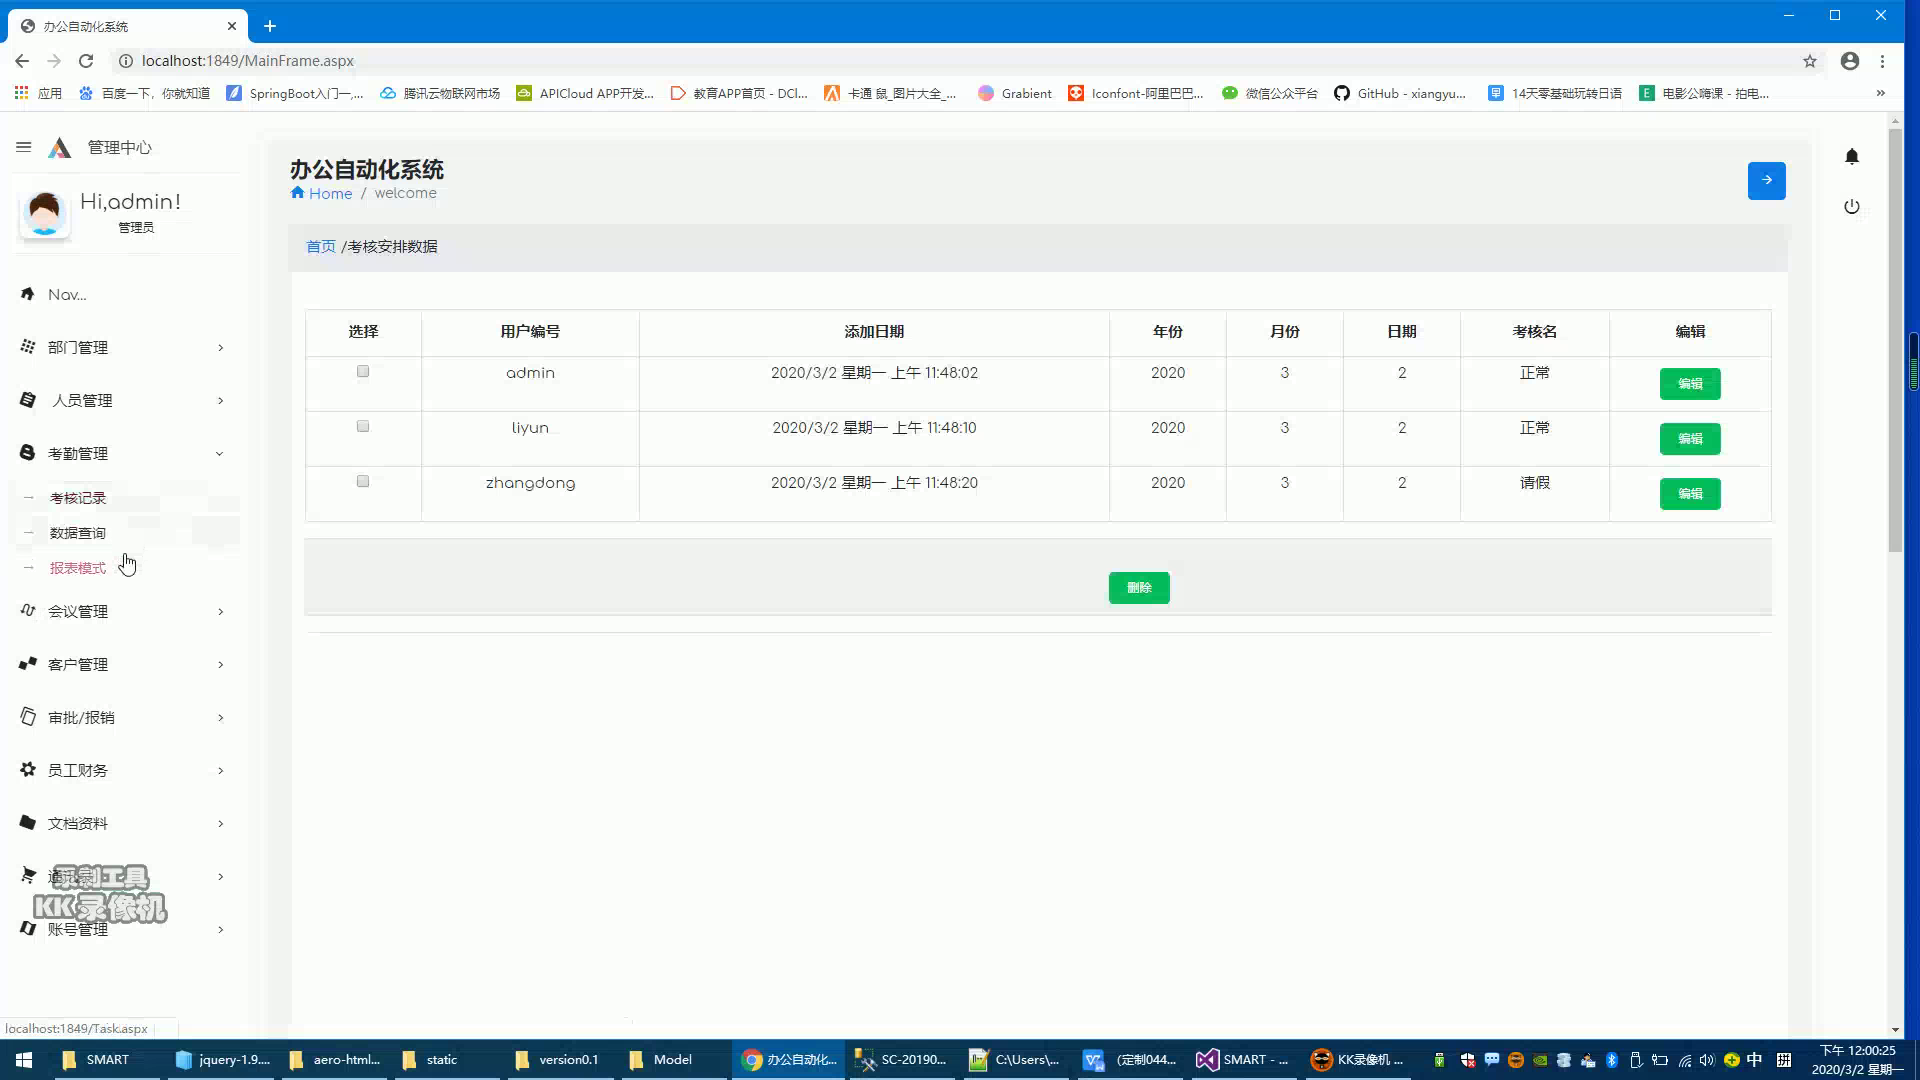 办公自动化系统
localhost:1849/MainFrame.aspx
应用 百度一下，你就知道 SpringBoot入门一,... 腾讯云物联网市场 APICloud APP开发... 教育APP首页 - DCl... 卡通 鼠_图片大全_... Grabient Iconfont-阿里巴巴... 微信公众平台 GitHub - xiangyu... 14天零基础玩转日语 电影公嗨课 - 拍电... »
管理中心
Hi,admin!
管理员
Nav...
部门管理
人员管理
考勤管理
考核记录
数据查询
报表模式
会议管理
客户管理
审批/报销
员工财务
文档资料
通讯录
录制工具
KK录像机
账号管理
办公自动化系统
Home / welcome
首页 /考核安排数据
选择 用户编号 添加日期 年份 月份 日期 考核名 编辑
admin 2020/3/2 星期一 上午 11:48:02 2020 3 2 正常 编辑
liyun 2020/3/2 星期一 上午 11:48:10 2020 3 2 正常 编辑
zhangdong 2020/3/2 星期一 上午 11:48:20 2020 3 2 请假 编辑
删除
localhost:1849/Task.aspx
SMART jquery-1.9.... aero-html... static version0.1 Model 办公自动化... SC-20190... C:\Users\... (定制044... SMART - ... KK录像机 ... 中 拼
下午 12:00:25
2020/3/2 星期一